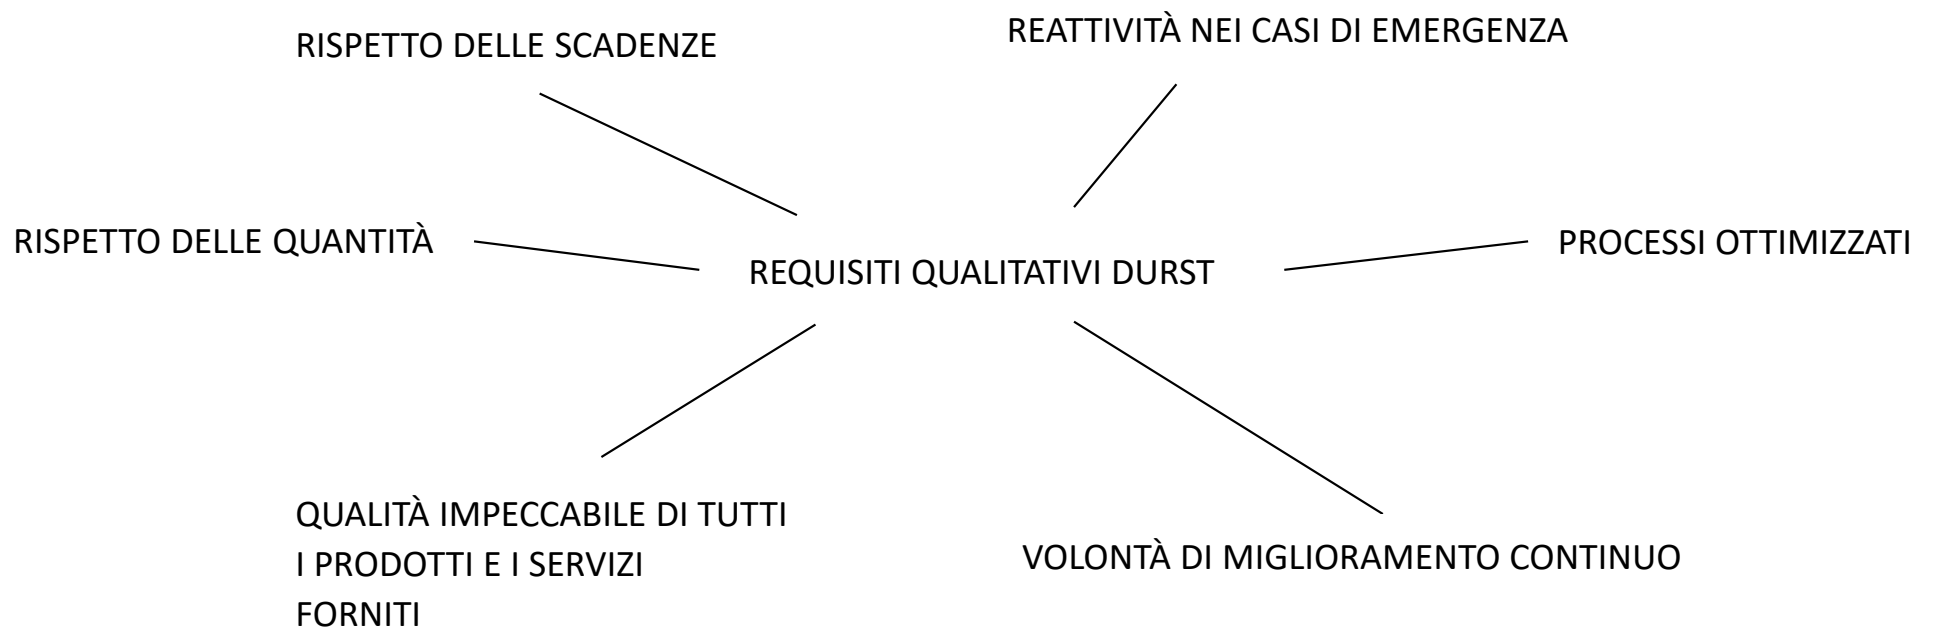 RISPETTO DELLE SCADENZE
REATTIVITÀ NEI CASI DI EMERGENZA
RISPETTO DELLE QUANTITÀ
REQUISITI QUALITATIVI DURST
PROCESSI OTTIMIZZATI
QUALITÀ IMPECCABILE DI TUTTI
I PRODOTTI E I SERVIZI
FORNITI
VOLONTÀ DI MIGLIORAMENTO CONTINUO